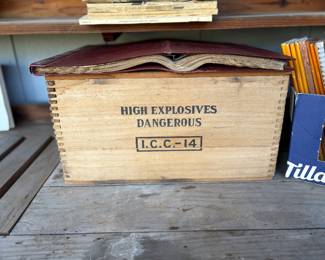 HIGH EXPLOSIVES
DANGEROUS
I.C.C.-14
Tilla